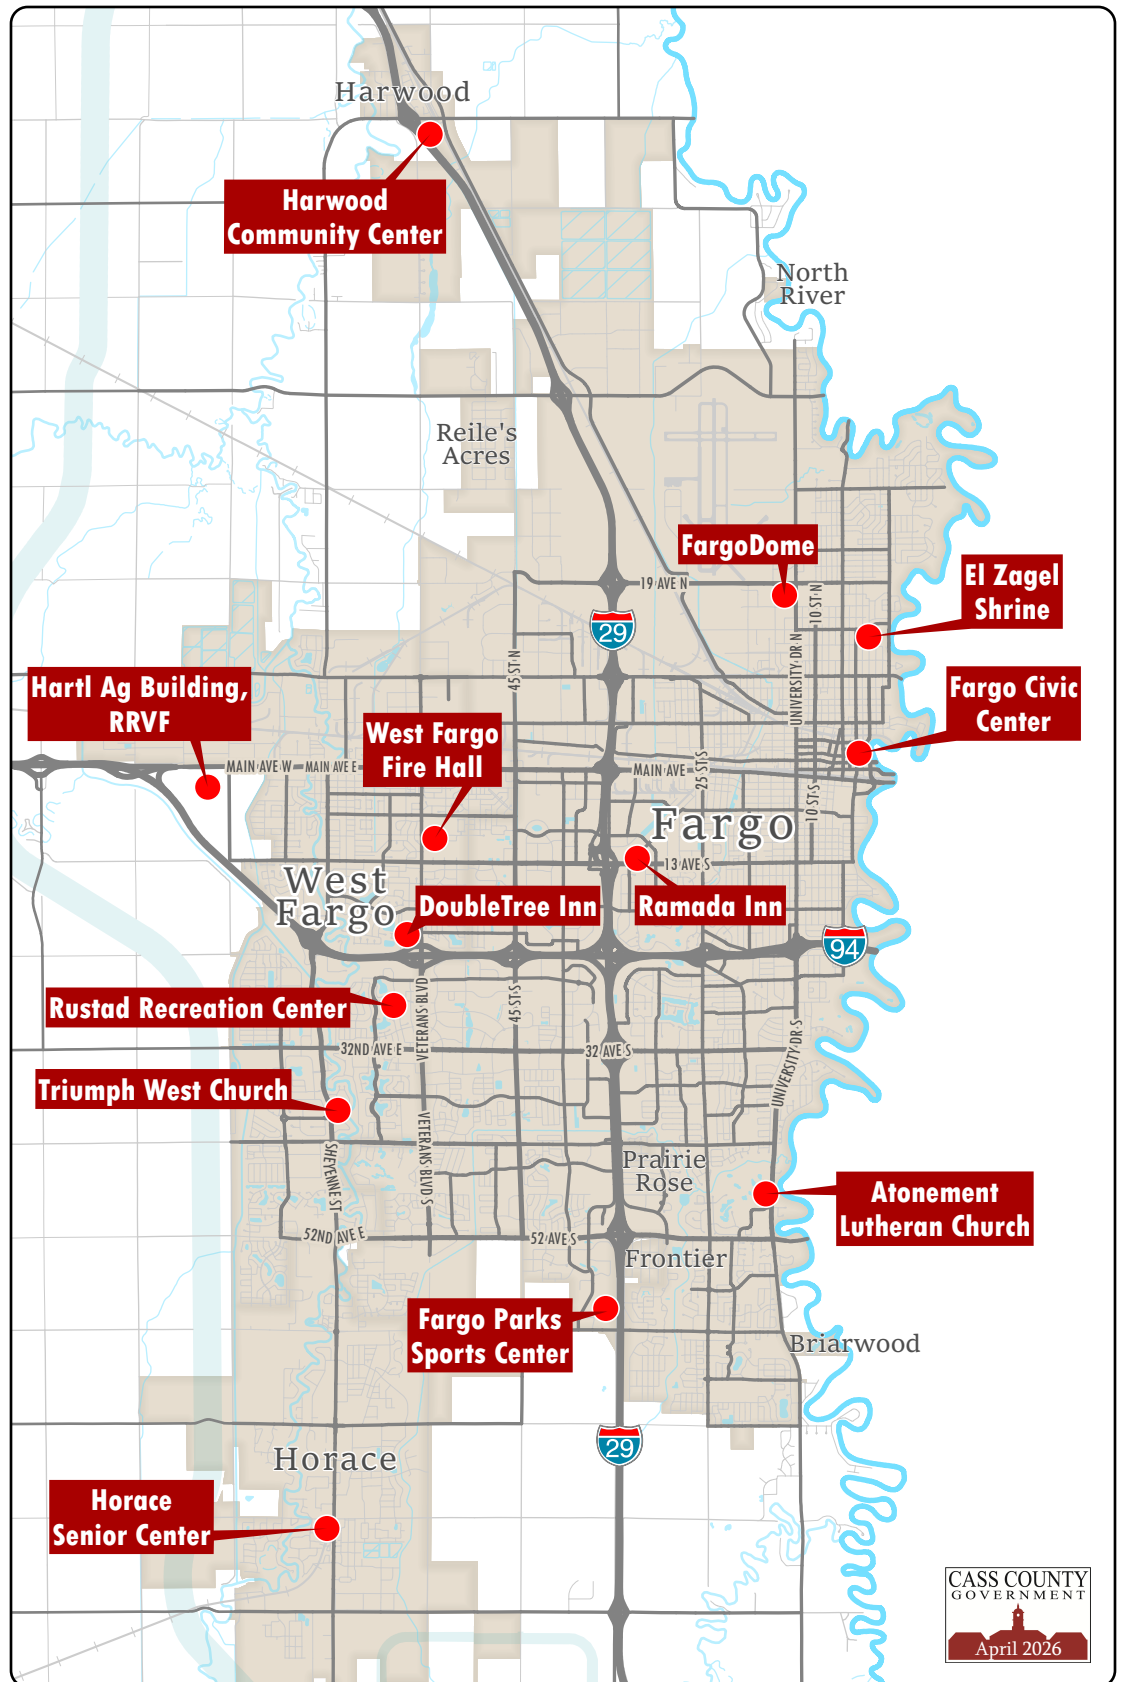 Harwood
Harwood
Community Center
North
River
Reile's
Acres
FargoDome
19 AVE N
El Zagel
Shrine
10 ST N
29
UNIVERSITY DR N
45 ST N
Hartl Ag Building,
RRVF
Fargo Civic
Center
West Fargo
Fire Hall
MAIN AVE W
MAIN AVE E
MAIN AVE
25 ST S
10 ST S
Fargo
13 AVE S
West
Fargo
DoubleTree Inn
Ramada Inn
94
Rustad Recreation Center
VETERANS BLVD
45 ST S
32ND AVE E
32 AVE S
UNIVERSITY DR S
Triumph West Church
VETERANS BLVD S
SHEYENNE ST
Prairie
Rose
Atonement
Lutheran Church
52ND AVE E
52 AVE S
Frontier
Fargo Parks
Sports Center
Briarwood
29
Horace
Horace
Senior Center
CASS COUNTY
GOVERNMENT
April 2026